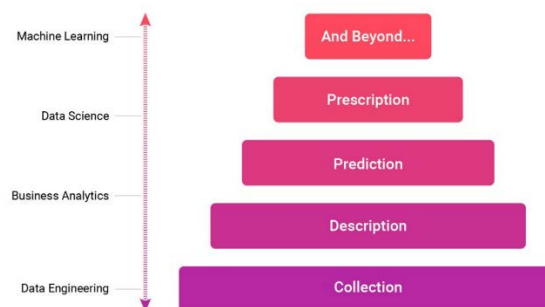 Machine Learning
And Beyond...
Prescription
Data Science
Prediction
Business Analytics
Description
Data Engineering
Collection